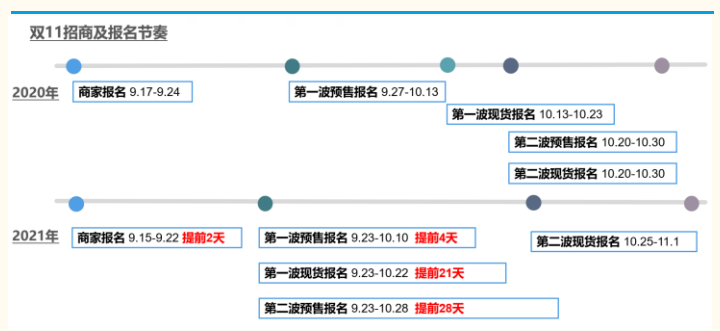 双11招商及报名节奏
2020年
商家报名 9.17-9.24
第一波预售报名 9.27-10.13
第一波现货报名 10.13-10.23
第二波预售报名 10.20-10.30
第二波现货报名 10.20-10.30
2021年
商家报名 9.15-9.22 提前2天
第一波预售报名 9.23-10.10 提前4天
第二波现货报名 10.25-11.1
第一波现货报名 9.23-10.22 提前21天
第二波预售报名 9.23-10.28 提前28天